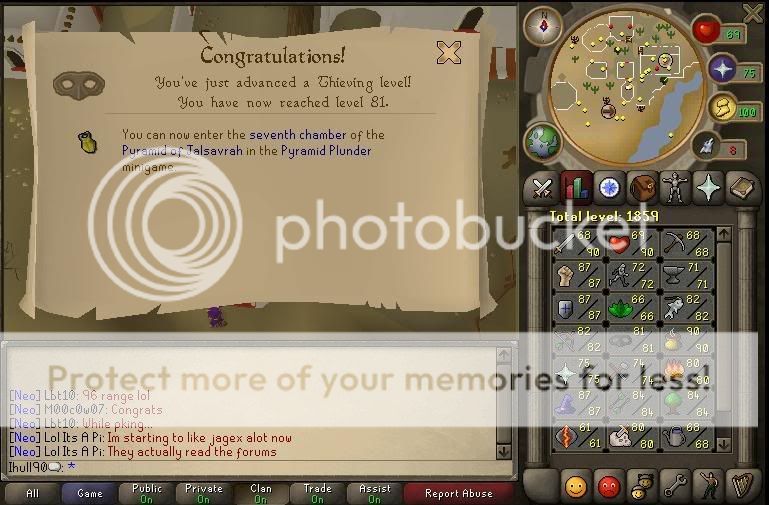 Congratulations!
You've just advanced a Thieving level!
You have now reached level 81.
You can now enter the seventh chamber of the
Pyramid of Jalsavrah in the Pyramid Plunder
minigame.
69
75
100
8
Total level: 1859
68 90 69 90 68 68
87 87 72 72 71 71
87 87 66 66 82 82
82 82 81 81 90 90
75 75 74 80
87 84 84 84 84
61 61 80 80 68 68
photobucket
Protect more of your memories for less!
[Neo] Lbt10: 96 range lol
[Neo] M00c0w07: Congrats
[Neo] Lbt10: While pking...
[Neo] Lol Its A Pi: Im starting to like jagex alot now
[Neo] Lol Its A Pi: They actually read the forums
Ihull90: *
All
Game
Public
On
Private
On
Clan
On
Trade
On
Assist
On
Report Abuse